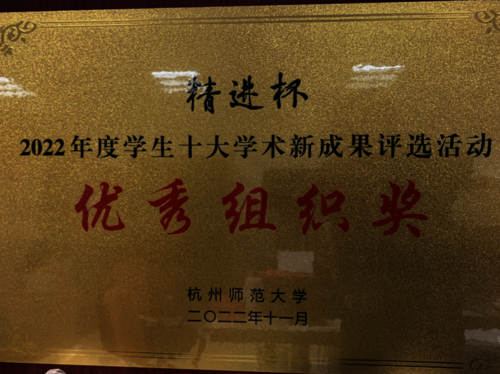 精进杯
2022年度学生十大学术新成果评选活动
优秀组织奖
杭州师范大学
二〇二二年十一月